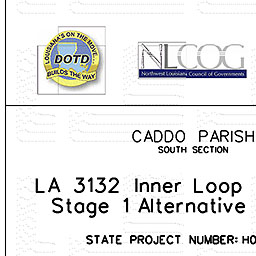 LOUISIANA'S ON THE MOVE...
DOTD
BUILDS THE WAY
NLCOG
Northwest Louisiana Council of Governments
CADDO PARISH
SOUTH SECTION
LA 3132 Inner Loop
Stage 1 Alternative
STATE PROJECT NUMBER: HO